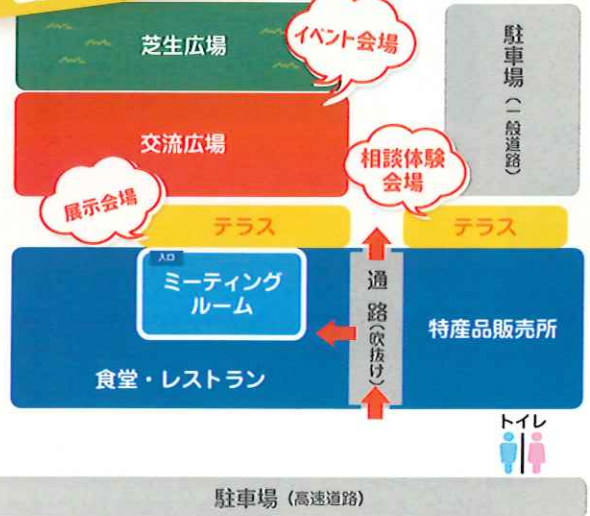 芝生広場
イベント会場
駐車場(一般道路)
交流広場
相談体験
会場
展示会場
テラス
テラス
入口
ミーティング
ルーム
通路(吹抜け)
特産品販売所
食堂・レストラン
トイレ
駐車場(高速道路)